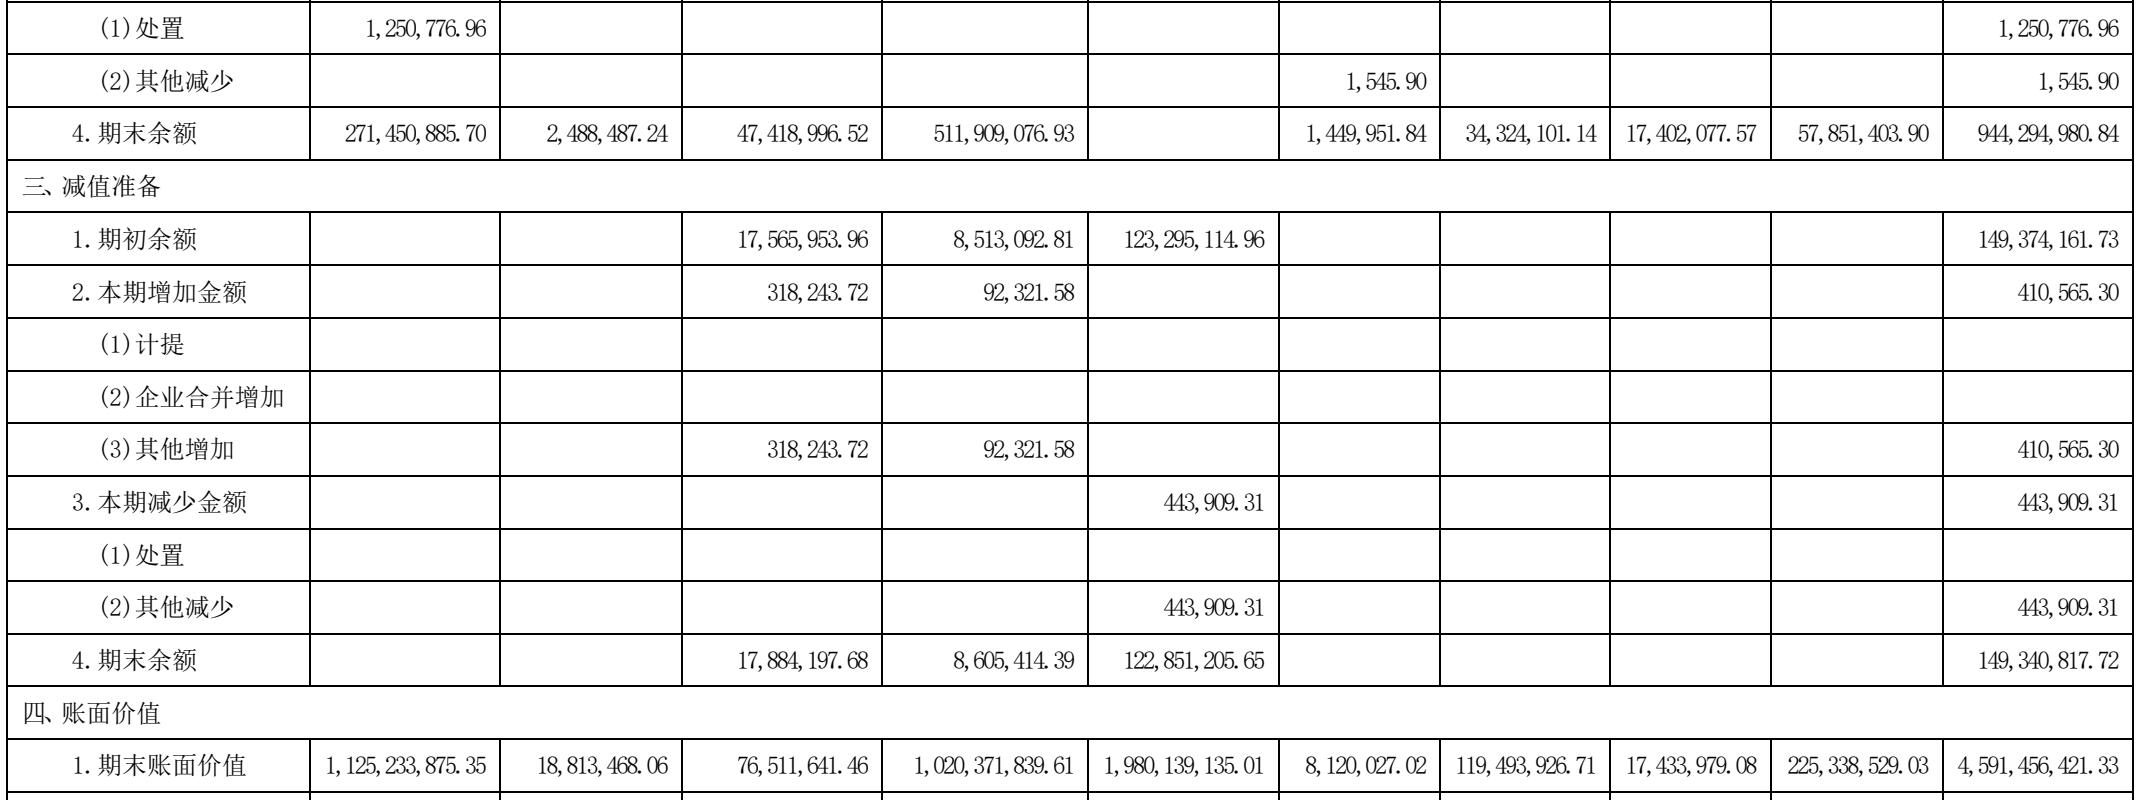 (1)处置 1,250,776.96 1,250,776.96
(2)其他减少 1,545.90 1,545.90
4.期末余额 271,450,885.70 2,488,487.24 47,418,996.52 511,909,076.93 1,449,951.84 34,324,101.14 17,402,077.57 57,851,403.90 944,294,980.84
三、减值准备
1.期初余额 17,565,953.96 8,513,092.81 123,295,114.96 149,374,161.73
2.本期增加金额 318,243.72 92,321.58 410,565.30
(1)计提
(2)企业合并增加
(3)其他增加 318,243.72 92,321.58 410,565.30
3.本期减少金额 443,909.31 443,909.31
(1)处置
(2)其他减少 443,909.31 443,909.31
4.期末余额 17,884,197.68 8,605,414.39 122,851,205.65 149,340,817.72
四、账面价值
1.期末账面价值 1,125,233,875.35 18,813,468.06 76,511,641.46 1,020,371,839.61 1,980,139,135.01 8,120,027.02 119,493,926.71 17,433,979.08 225,338,529.03 4,591,456,421.33